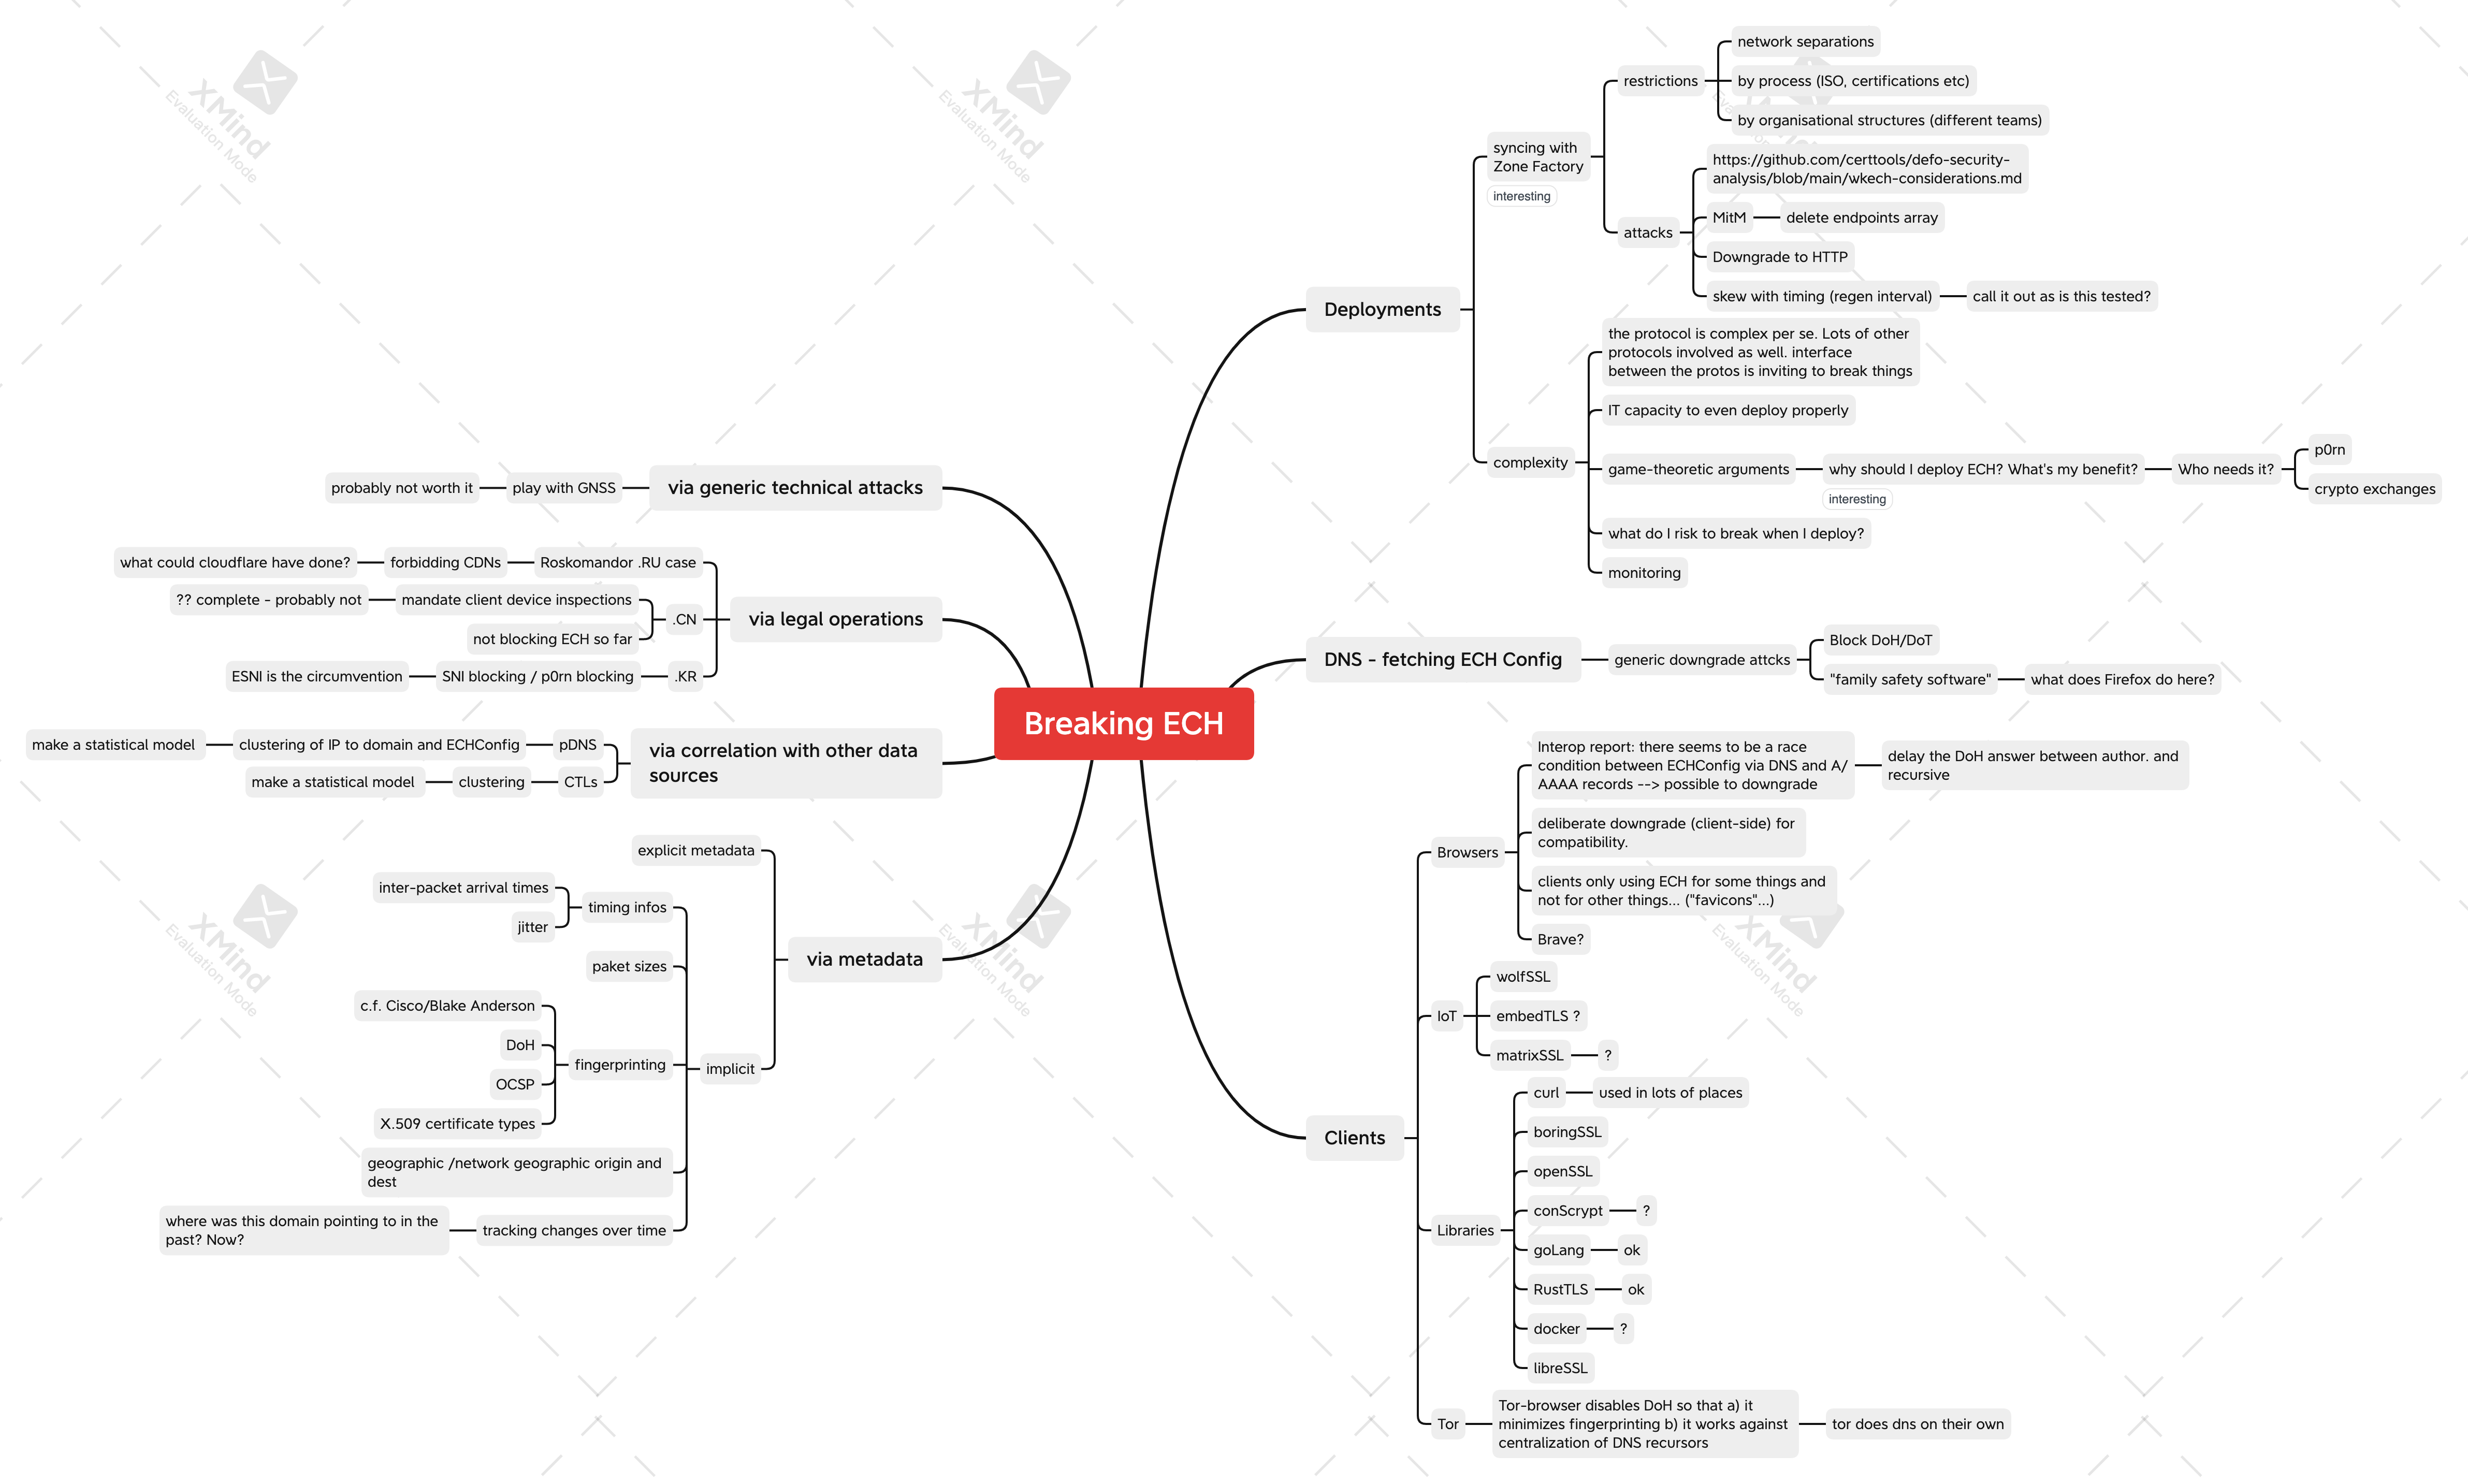 Breaking ECH
Deployments
syncing with
Zone Factory
interesting
restrictions
network separations
by process (ISO, certifications etc)
by organisational structures (different teams)
attacks
https://github.com/certtools/defo-security-
analysis/blob/main/wkech-considerations.md
MitM
delete endpoints array
Downgrade to HTTP
skew with timing (regen interval)
call it out as is this tested?
complexity
the protocol is complex per se. Lots of other
protocols involved as well. interface
between the protos is inviting to break things
IT capacity to even deploy properly
game-theoretic arguments
why should I deploy ECH? What's my benefit?
interesting
Who needs it?
p0rn
crypto exchanges
what do I risk to break when I deploy?
monitoring
DNS - fetching ECH Config
generic downgrade attcks
Block DoH/DoT
"family safety software"
what does Firefox do here?
Clients
Browsers
Interop report: there seems to be a race
condition between ECHConfig via DNS and A/
AAAA records --> possible to downgrade
delay the DoH answer between author. and
recursive
deliberate downgrade (client-side) for
compatibility.
clients only using ECH for some things and
not for other things... ("favicons"...)
Brave?
IoT
wolfSSL
embedTLS ?
matrixSSL
?
Libraries
curl
used in lots of places
boringSSL
openSSL
conScrypt
?
goLang
ok
RustTLS
ok
docker
?
libreSSL
Tor
Tor-browser disables DoH so that a) it
minimizes fingerprinting b) it works against
centralization of DNS recursors
tor does dns on their own
via generic technical attacks
play with GNSS
probably not worth it
via legal operations
Roskomandor .RU case
forbidding CDNs
what could cloudflare have done?
.CN
mandate client device inspections
?? complete - probably not
not blocking ECH so far
.KR
SNI blocking / p0rn blocking
ESNI is the circumvention
via correlation with other data
sources
pDNS
clustering of IP to domain and ECHConfig
make a statistical model
CTLs
clustering
make a statistical model
via metadata
explicit metadata
implicit
timing infos
inter-packet arrival times
jitter
paket sizes
fingerprinting
c.f. Cisco/Blake Anderson
DoH
OCSP
X.509 certificate types
geographic /network geographic origin and
dest
tracking changes over time
where was this domain pointing to in the
past? Now?
XMind
Evaluation Mode
XMind
Evaluation Mode
XMind
Evaluation Mode
XMind
Evaluation Mode
XMind
Evaluation Mode